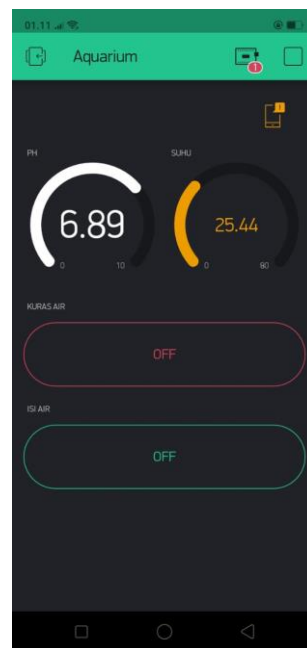 01.11
Aquarium
1
1
PH
SUHU
6.89
25.44
0 10
0 60
KURAS AIR
OFF
ISI AIR
OFF